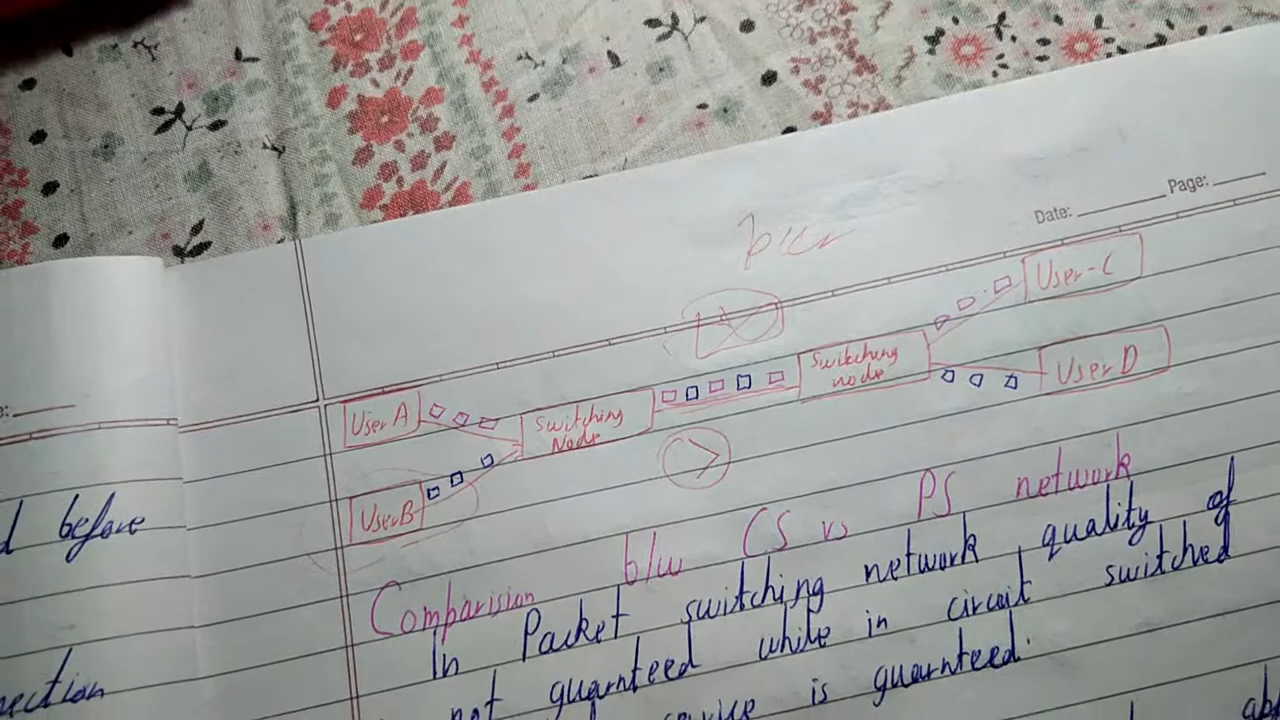 Date: Page:
User-C
User A
Switching Node
Switching node
User D
User B
d before
Comparision b/w CS vs PS network
In Packet switching network quality of
not guarnteed while in circuit switched
is guarnteed.